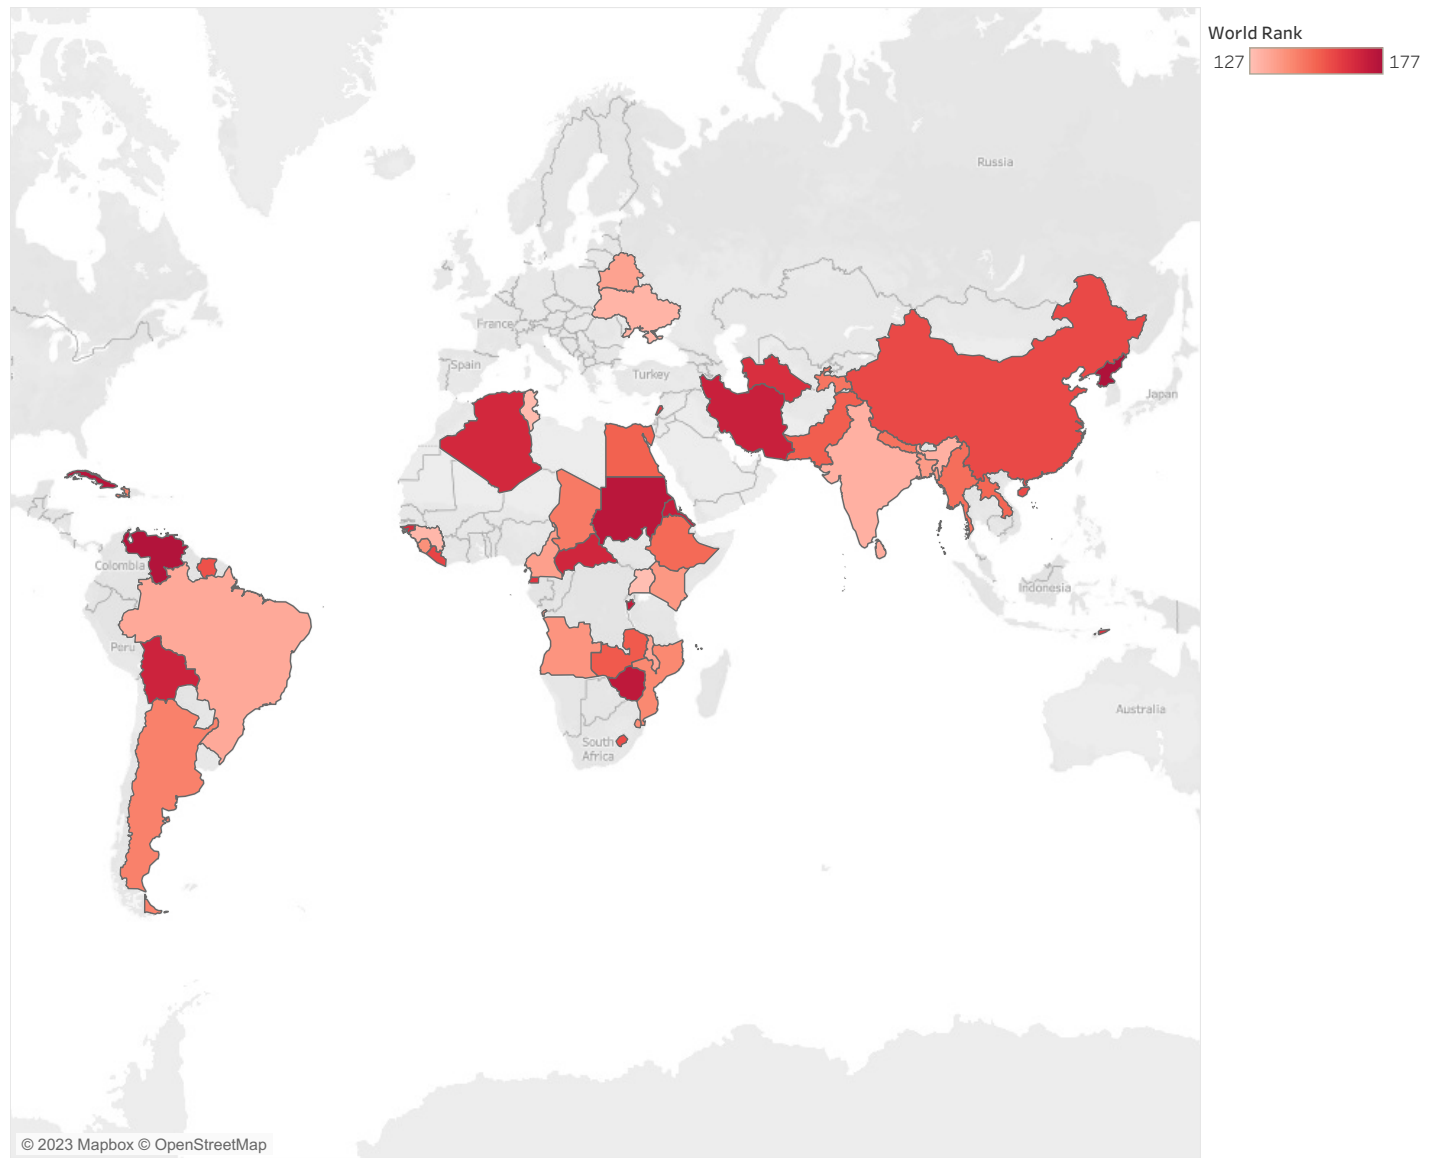 World Rank
127 177
Russia
France
Spain
Turkey
Japan
Colombia
Indonesia
Peru
Australia
South
Africa
© 2023 Mapbox © OpenStreetMap